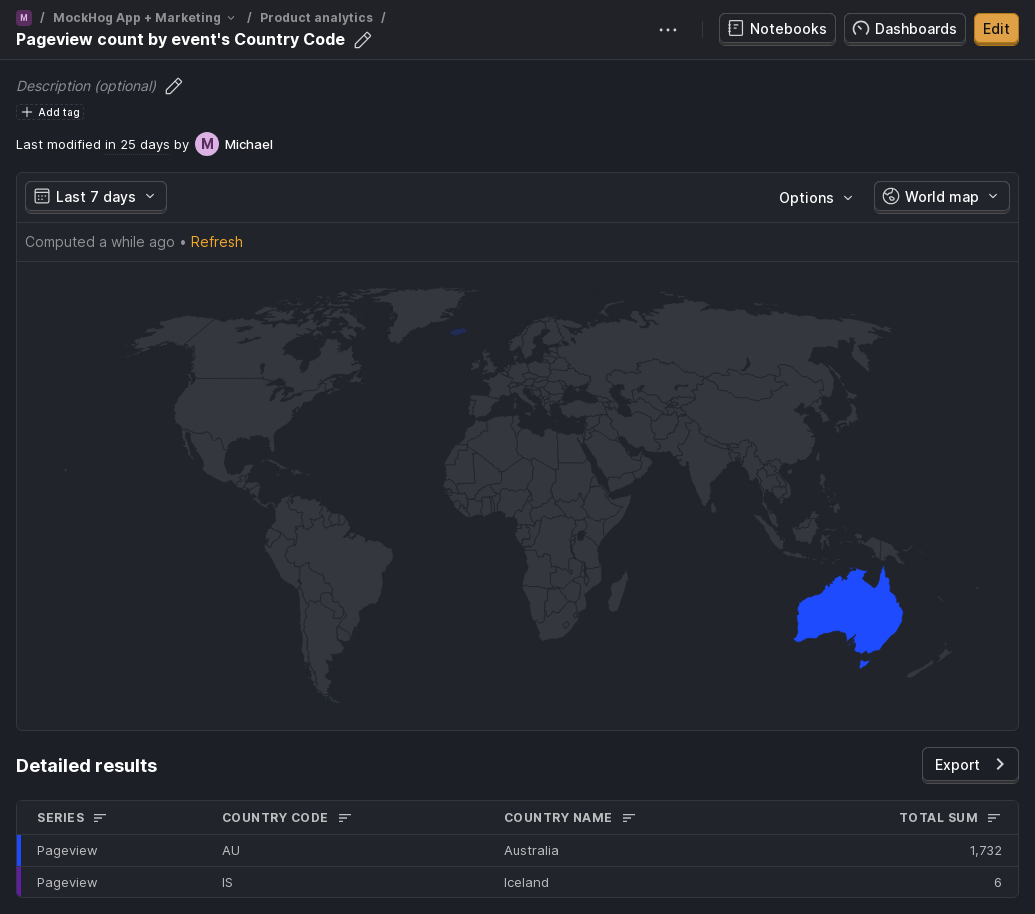 M / MockHog App + Marketing / Product analytics /
Pageview count by event's Country Code
Notebooks
Dashboards
Edit
Description (optional)
Add tag
Last modified in 25 days by M Michael
Last 7 days
Options
World map
Computed a while ago • Refresh
Detailed results
Export
SERIES COUNTRY CODE COUNTRY NAME TOTAL SUM
Pageview AU Australia 1,732
Pageview IS Iceland 6